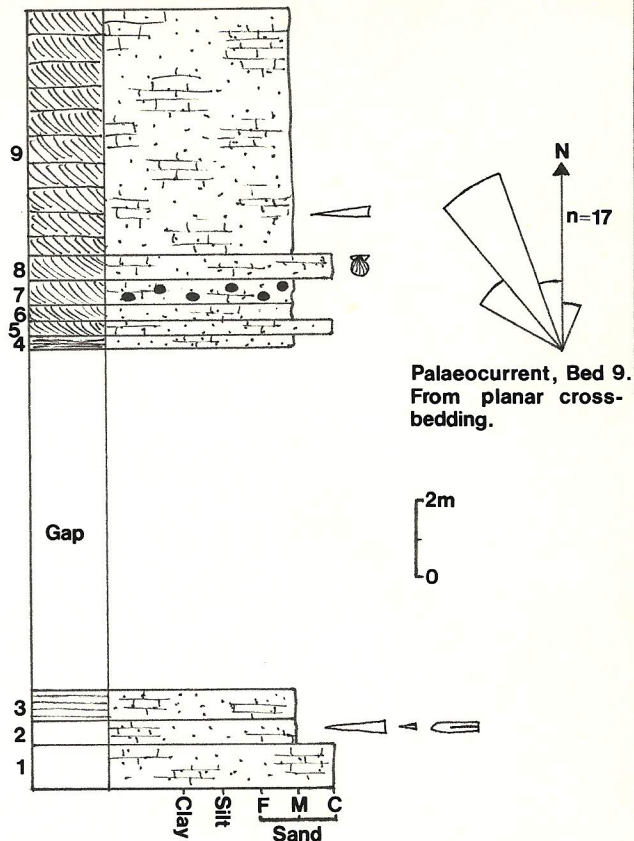 9
8
7
6
5
4
Gap
3
2
1
Clay
Silt
F M C
Sand
N
n=17
Palaeocurrent, Bed 9.
From planar cross-
bedding.
2m
0